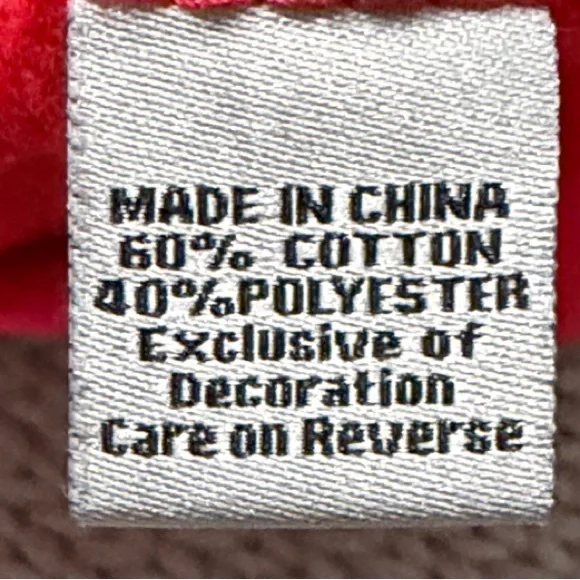 MADE IN CHINA
60% COTTON
40%POLYESTER
Exclusive of
Decoration
Care on Reverse